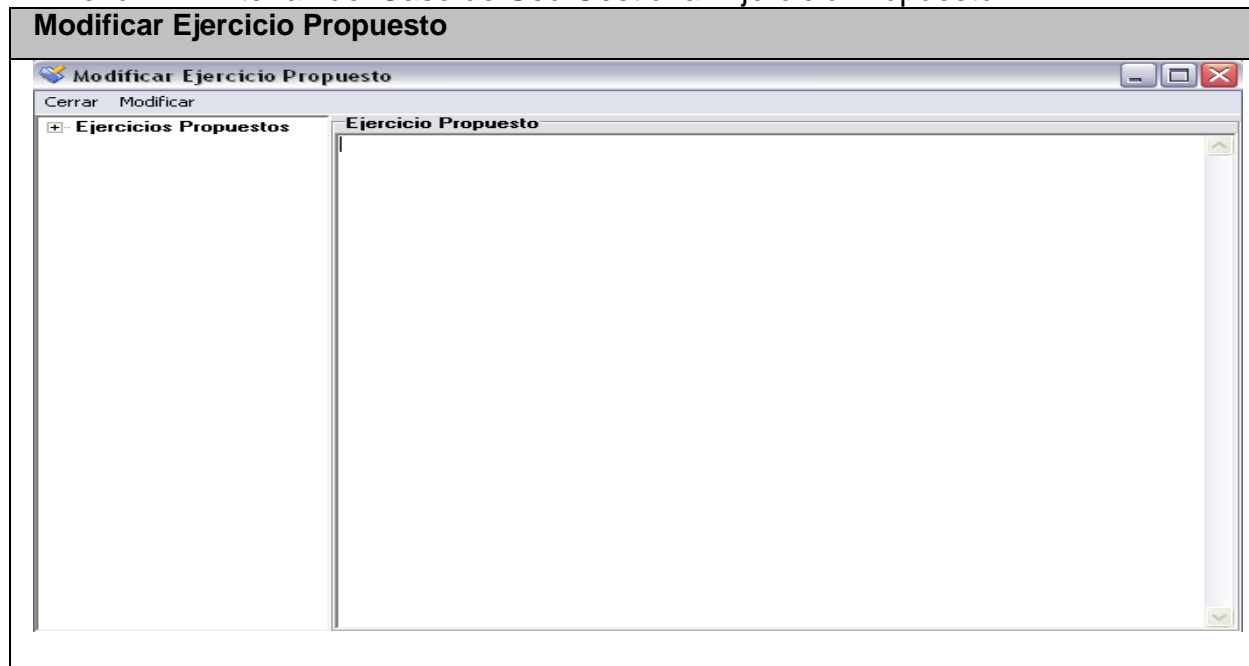 Modificar Ejercicio Propuesto
Modificar Ejercicio Propuesto
Cerrar Modificar
Ejercicios Propuestos
Ejercicio Propuesto